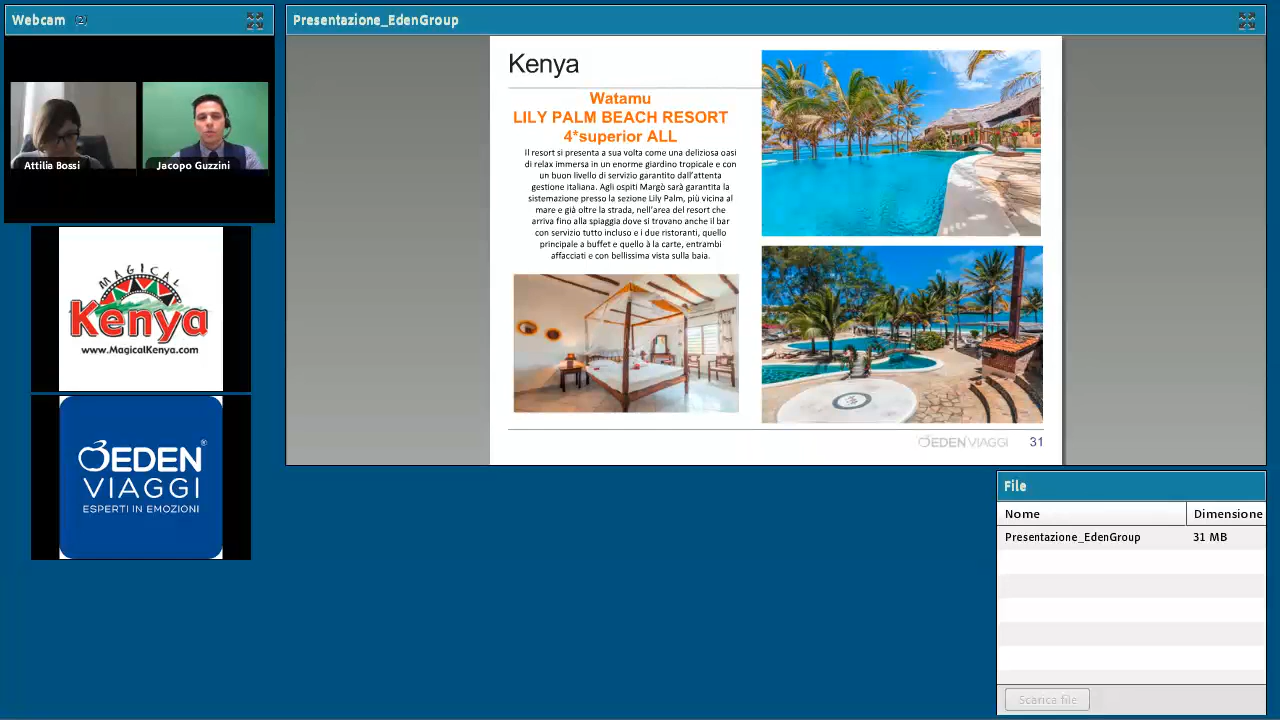 Webcam (2)
Attilia Bossi
Jacopo Guzzini
MAGICAL
Kenya
www.MagicalKenya.com
EDEN®
VIAGGI
ESPERTI IN EMOZIONI
Presentazione_EdenGroup
Kenya
Watamu
LILY PALM BEACH RESORT
4*superior ALL
Il resort si presenta a sua volta come una deliziosa oasi
di relax immersa in un enorme giardino tropicale e con
un buon livello di servizio garantito dall'attenta
gestione italiana. Agli ospiti Margò sarà garantita la
sistemazione presso la sezione Lily Palm, più vicina al
mare e già oltre la strada, nell'area del resort che
arriva fino alla spiaggia dove si trovano anche il bar
con servizio tutto incluso e i due ristoranti, quello
principale a buffet e quello à la carte, entrambi
affacciati e con bellissima vista sulla baia.
EDEN VIAGGI
31
File
Nome Dimensione
Presentazione_EdenGroup 31 MB
Scarica file